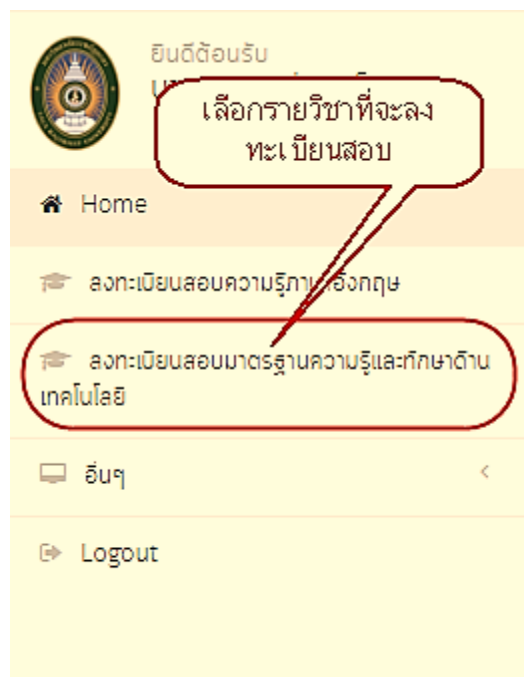 ยินดีต้อนรับ
เลือกรายวิชาที่จะลง
ทะเบียนสอบ
Home
ลงทะเบียนสอบความรู้ภาษาอังกฤษ
ลงทะเบียนสอบมาตรฐานความรู้และทักษาด้าน
เทคโนโลยี
อื่นๆ
Logout